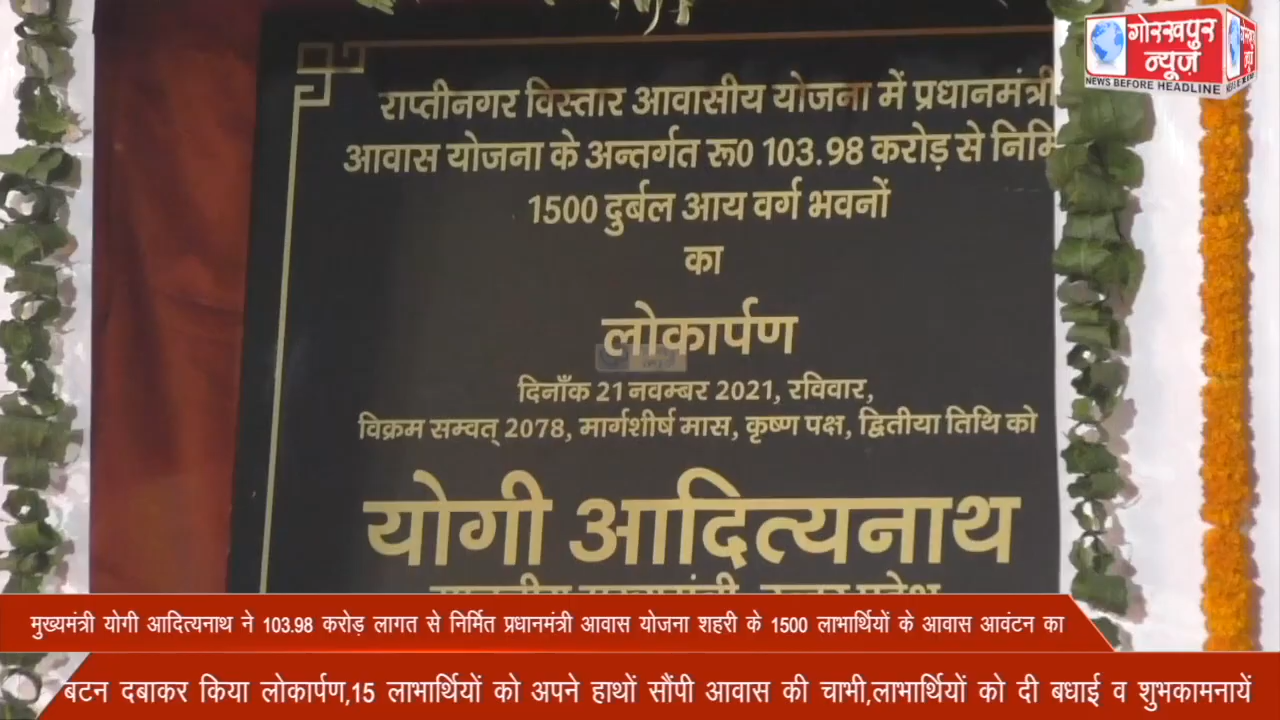 गोरखपुर
न्यूज़
NEWS BEFORE HEADLINE
राप्तीनगर विस्तार आवासीय योजना में प्रधानमंत्री
आवास योजना के अन्तर्गत रू0 103.98 करोड़ से
1500 दुर्बल आय वर्ग भवनों
का
लोकार्पण
दिनाँक 21 नवम्बर 2021, रविवार,
विक्रम सम्वत् 2078, मार्गशीर्ष मास, कृष्ण पक्ष, द्वितीया तिथि को
योगी आदित्यनाथ
मुख्यमंत्री योगी आदित्यनाथ ने 103.98 करोड़ लागत से निर्मित प्रधानमंत्री आवास योजना शहरी के 1500 लाभार्थियों के आवास आवंटन का
बटन दबाकर किया लोकार्पण,15 लाभार्थियों को अपने हाथों सौंपी आवास की चाभी,लाभार्थियों को दी बधाई व शुभकामनायें